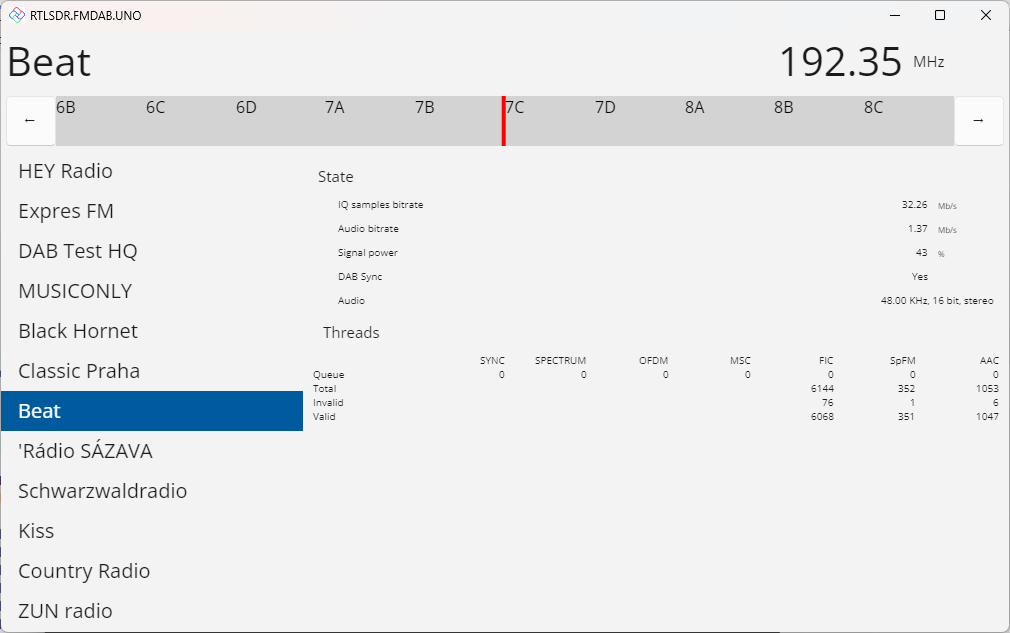 RTLSDR.FMDAB.UNO
Beat 192.35 MHz
← 6B 6C 6D 7A 7B 7C 7D 8A 8B 8C →
HEY Radio
Expres FM
DAB Test HQ
MUSICONLY
Black Hornet
Classic Praha
Beat
'Rádio SÁZAVA
Schwarzwaldradio
Kiss
Country Radio
ZUN radio
State
IQ samples bitrate 32.26 Mb/s
Audio bitrate 1.37 Mb/s
Signal power 43 %
DAB Sync Yes
Audio 48.00 KHz, 16 bit, stereo
Threads
SYNC SPECTRUM OFDM MSC FIC SpFM AAC
Queue 0 0 0 0 0 0 0
Total 6144 352 1053
Invalid 76 1 6
Valid 6068 351 1047